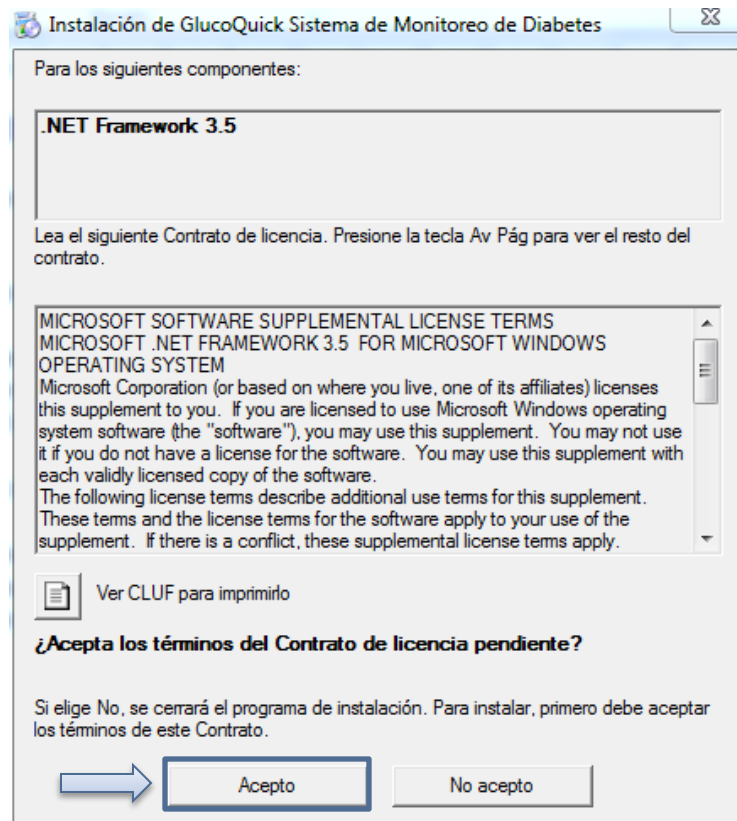 Instalación de GlucoQuick Sistema de Monitoreo de Diabetes
Para los siguientes componentes:
.NET Framework 3.5
Lea el siguiente Contrato de licencia. Presione la tecla Av Pág para ver el resto del
contrato.
MICROSOFT SOFTWARE SUPPLEMENTAL LICENSE TERMS
MICROSOFT .NET FRAMEWORK 3.5  FOR MICROSOFT WINDOWS
OPERATING SYSTEM
Microsoft Corporation (or based on where you live, one of its affiliates) licenses
this supplement to you.  If you are licensed to use Microsoft Windows operating
system software (the "software"), you may use this supplement.  You may not use
it if you do not have a license for the software.  You may use this supplement with
each validly licensed copy of the software.
The following license terms describe additional use terms for this supplement.
These terms and the license terms for the software apply to your use of the
supplement.  If there is a conflict, these supplemental license terms apply.
Ver CLUF para imprimirlo
¿Acepta los términos del Contrato de licencia pendiente?
Si elige No, se cerrará el programa de instalación. Para instalar, primero debe aceptar
los términos de este Contrato.
Acepto
No acepto